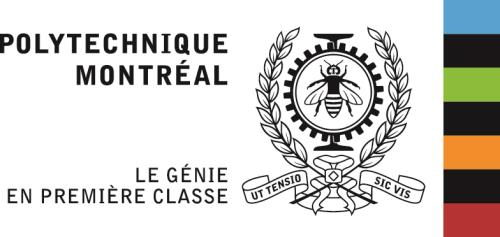 POLYTECHNIQUE
MONTRÉAL
LE GÉNIE
EN PREMIÈRE CLASSE
UT TENSIO SIC VIS